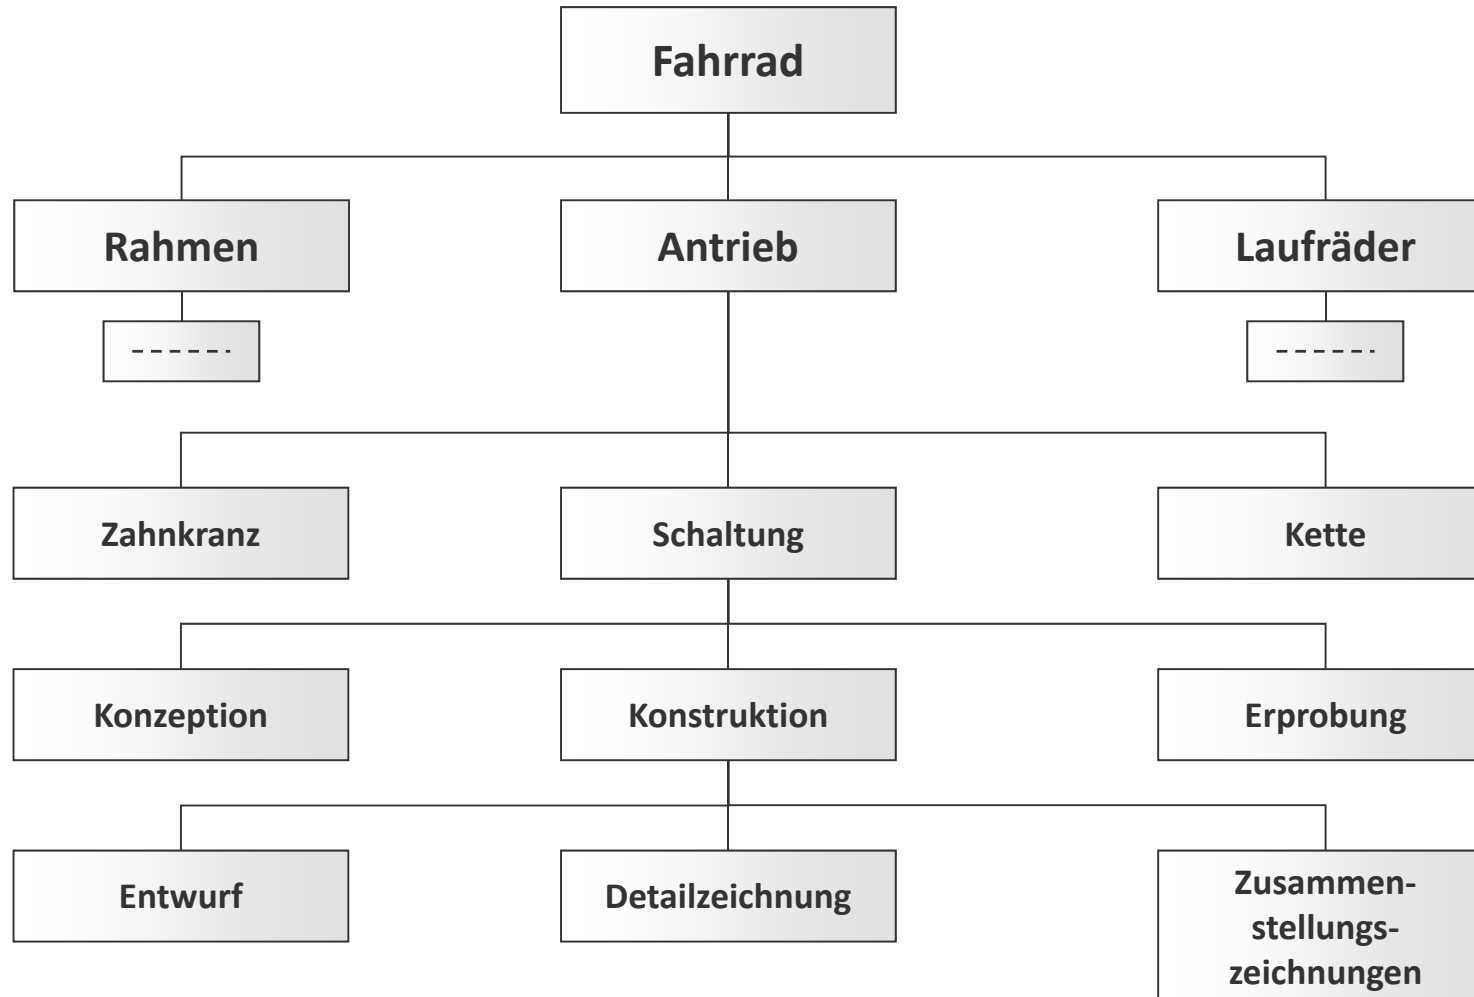 Fahrrad
Rahmen
Antrieb
Laufräder
Zahnkranz
Schaltung
Kette
Konzeption
Konstruktion
Erprobung
Entwurf
Detailzeichnung
Zusammen-
stellungs-
zeichnungen